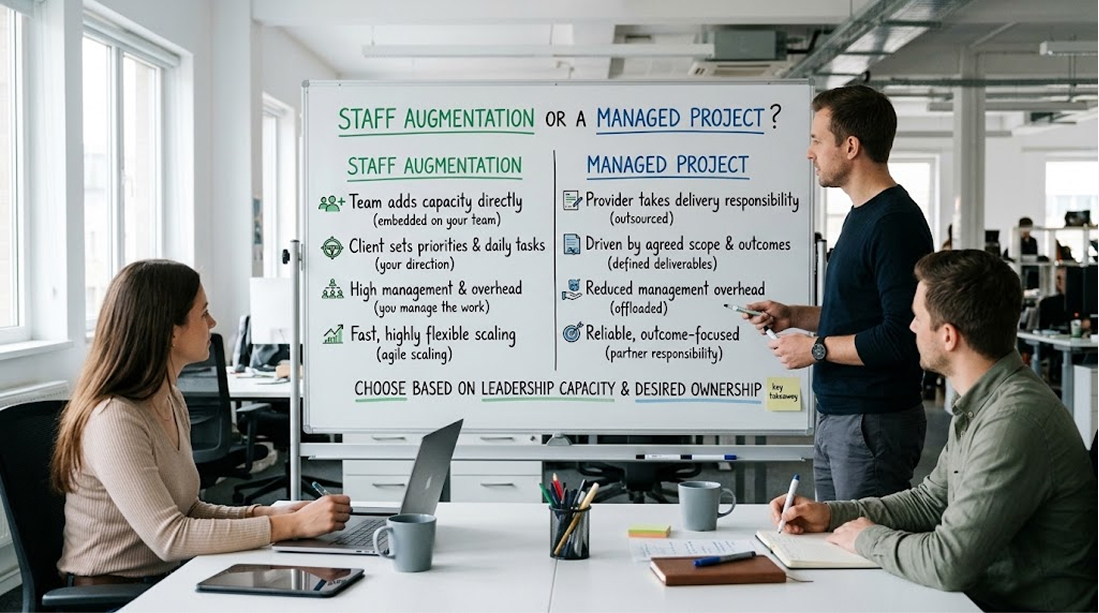 STAFF AUGMENTATION OR A MANAGED PROJECT?
STAFF AUGMENTATION
Team adds capacity directly
(embedded on your team)
Client sets priorities & daily tasks
(your direction)
High management & overhead
(you manage the work)
Fast, highly flexible scaling
(agile scaling)
MANAGED PROJECT
Provider takes delivery responsibility
(outsourced)
Driven by agreed scope & outcomes
(defined deliverables)
Reduced management overhead
(offloaded)
Reliable, outcome-focused
(partner responsibility)
CHOOSE BASED ON LEADERSHIP CAPACITY & DESIRED OWNERSHIP
key
takeaway